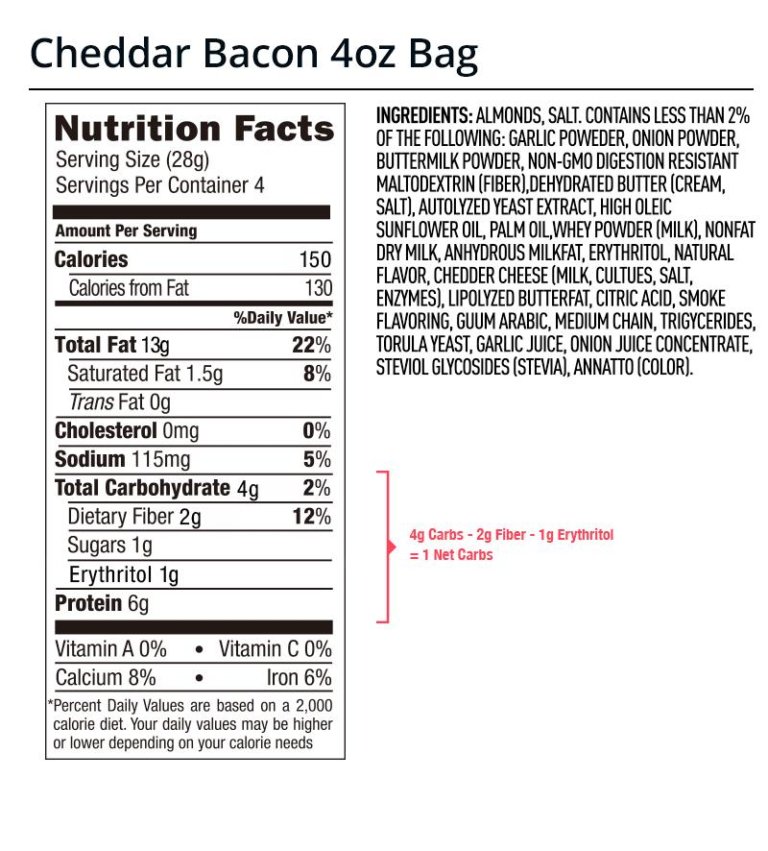 Cheddar Bacon 4oz Bag
Nutrition Facts
Serving Size (28g)
Servings Per Container 4
Amount Per Serving
Calories 150
Calories from Fat 130
%Daily Value*
Total Fat 13g 22%
Saturated Fat 1.5g 8%
Trans Fat 0g
Cholesterol 0mg 0%
Sodium 115mg 5%
Total Carbohydrate 4g 2%
Dietary Fiber 2g 12%
Sugars 1g
Erythritol 1g
Protein 6g
Vitamin A 0% • Vitamin C 0%
Calcium 8% • Iron 6%
*Percent Daily Values are based on a 2,000
calorie diet. Your daily values may be higher
or lower depending on your calorie needs
INGREDIENTS: ALMONDS, SALT. CONTAINS LESS THAN 2%
OF THE FOLLOWING: GARLIC POWEDER, ONION POWDER,
BUTTERMILK POWDER, NON-GMO DIGESTION RESISTANT
MALTODEXTRIN (FIBER),DEHYDRATED BUTTER (CREAM,
SALT), AUTOLYZED YEAST EXTRACT, HIGH OLEIC
SUNFLOWER OIL, PALM OIL,WHEY POWDER (MILK), NONFAT
DRY MILK, ANHYDROUS MILKFAT, ERYTHRITOL, NATURAL
FLAVOR, CHEDDER CHEESE (MILK, CULTUES, SALT,
ENZYMES), LIPOLYZED BUTTERFAT, CITRIC ACID, SMOKE
FLAVORING, GUUM ARABIC, MEDIUM CHAIN, TRIGYCERIDES,
TORULA YEAST, GARLIC JUICE, ONION JUICE CONCENTRATE,
STEVIOL GLYCOSIDES (STEVIA), ANNATTO (COLOR).
4g Carbs - 2g Fiber - 1g Erythritol
= 1 Net Carbs